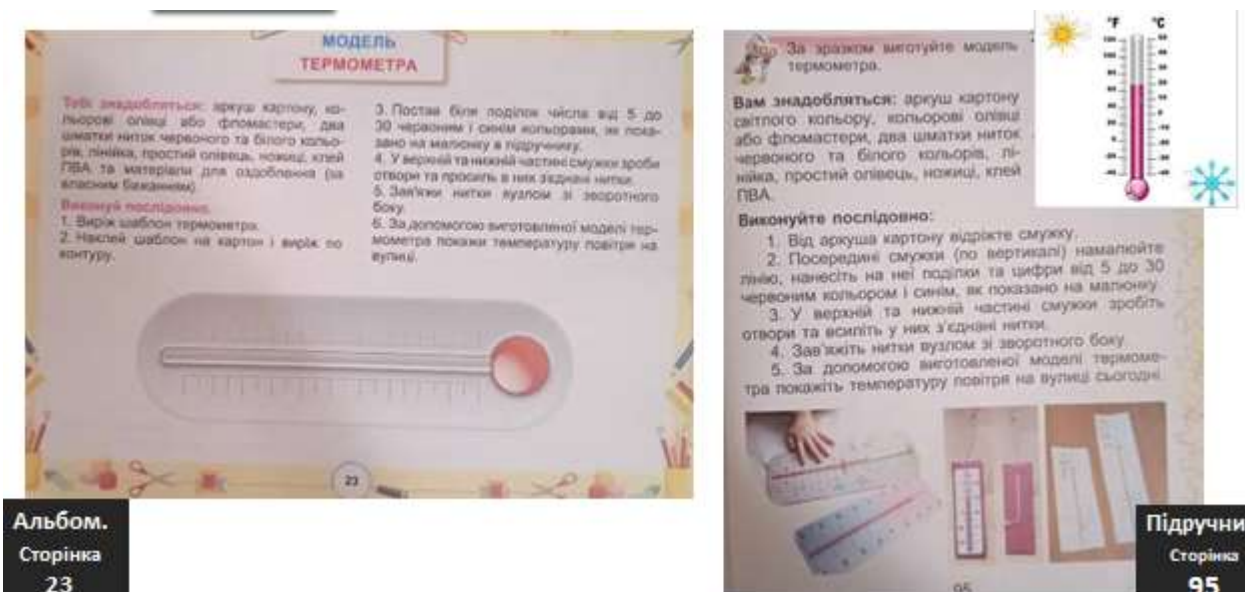 МОДЕЛЬ
ТЕРМОМЕТРА
Тобі знадобляться: аркуш картону, ко-
льорові олівці або фломастери, два
шматки ниток червоного та білого кольо-
рів, лінійка, простий олівець, ножиці, клей
ПВА та матеріали для оздоблення (за
власним бажанням).
Виконуй послідовно.
1. Виріж шаблон термометра.
2. Наклей шаблон на картон і виріж по
контуру.
3. Постав біля поділок числа від 5 до
30 червоним і синім кольорами, як пока-
зано на малюнку в підручнику.
4. У верхній та нижній частині смужки зроби
отвори та просиль в них з'єднані нитки.
5. Зав'яжи нитки вузлом зі зворотного
боку.
6. За допомогою виготовленої моделі тер-
мометра покажи температуру повітря на
вулиці.
23
Альбом.
Сторінка
23
За зразком виготуйте модель
термометра.
Вам знадобляться: аркуш картону
світлого кольору, кольорові олівці
або фломастери, два шматки ниток
червоного та білого кольорів, лі-
нійка, простий олівець, ножиці, клей
ПВА.
Виконуйте послідовно:
1. Від аркуша картону відріжте смужку.
2. Посередині смужки (по вертикалі) намалюйте
лінію, нанесіть на неї поділки та цифри від 5 до 30
червоним кольором і синім, як показано на малюнку.
3. У верхній та нижній частині смужки зробіть
отвори та всиліть у них з'єднані нитки.
4. Зав'яжіть нитки вузлом зі зворотного боку.
5. За допомогою виготовленої моделі термоме-
тра покажіть температуру повітря на вулиці сьогодні.
95
°F °C
Підручни
Сторінка
95